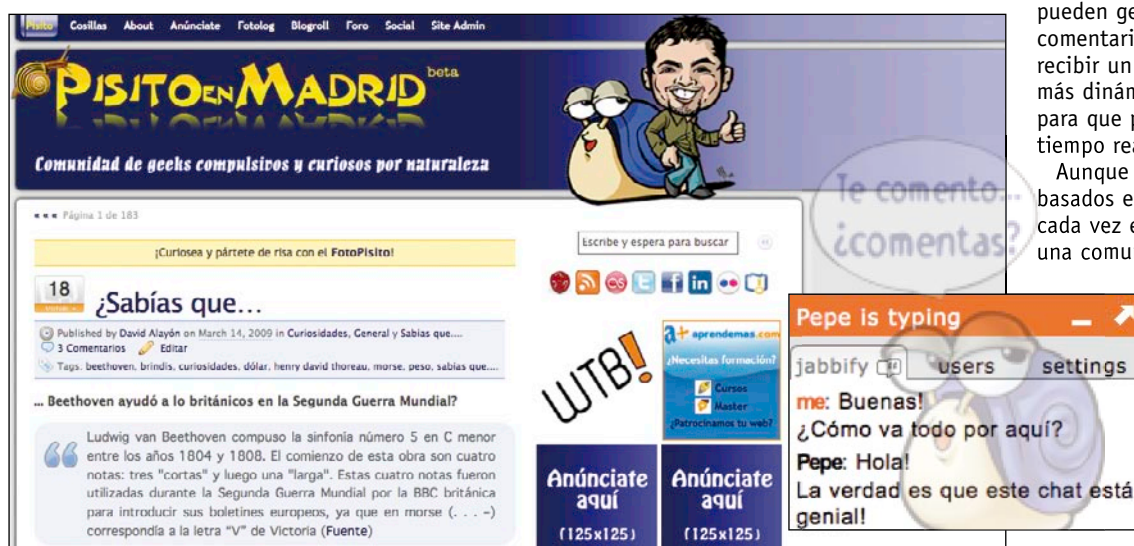 Pisito Cosillas About Anúnciate Fotolog Blogroll Foro Social Site Admin
PISITOENMADRID beta
Comunidad de geeks compulsivos y curiosos por naturaleza
««« Página 1 de 183
¡Curiosea y pártete de risa con el FotoPisito!
18
¿Sabías que...
Published by David Alayón on March 14, 2009 in Curiosidades, General y Sabias que....
3 Comentarios Editar
Tags. beethoven, brindis, curiosidades, dólar, henry david thoreau, morse, peso, sabías que....
... Beethoven ayudó a lo británicos en la Segunda Guerra Mundial?
Ludwig van Beethoven compuso la sinfonía número 5 en C menor
entre los años 1804 y 1808. El comienzo de esta obra son cuatro
notas: tres "cortas" y luego una "larga". Estas cuatro notas fueron
utilizadas durante la Segunda Guerra Mundial por la BBC británica
para introducir sus boletines europeos, ya que en morse (. . . –)
correspondía a la letra "V" de Victoria (Fuente)
Escribe y espera para buscar
WTB!
a+ aprendemas.com
¿Necesitas formación?
Cursos
Master
¿Patrocinamos tu web?
Anúnciate
aquí
(125x125)
Anúnciate
aquí
(125x125)
Te comento...
¿comentas?
Pepe is typing
jabbify users settings
me: Buenas!
¿Cómo va todo por aquí?
Pepe: Hola!
La verdad es que este chat está
genial!
pueden ge
comentari
recibir un
más dinám
para que p
tiempo rea
Aunque
basados e
cada vez e
una comu